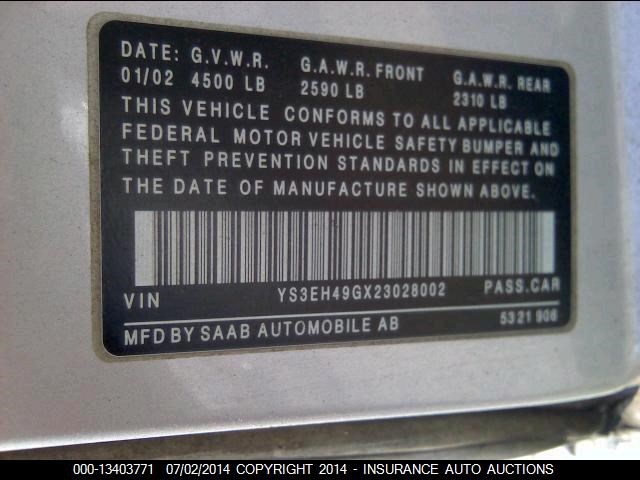 DATE: G.V.W.R. G.A.W.R. FRONT G.A.W.R. REAR
01/02 4500 LB 2590 LB 2310 LB
THIS VEHICLE CONFORMS TO ALL APPLICABLE
FEDERAL MOTOR VEHICLE SAFETY BUMPER AND
THEFT PREVENTION STANDARDS IN EFFECT ON
THE DATE OF MANUFACTURE SHOWN ABOVE.
VIN YS3EH49GX23028002 PASS.CAR
MFD BY SAAB AUTOMOBILE AB 5321 906
000-13403771 07/02/2014 COPYRIGHT 2014 - INSURANCE AUTO AUCTIONS